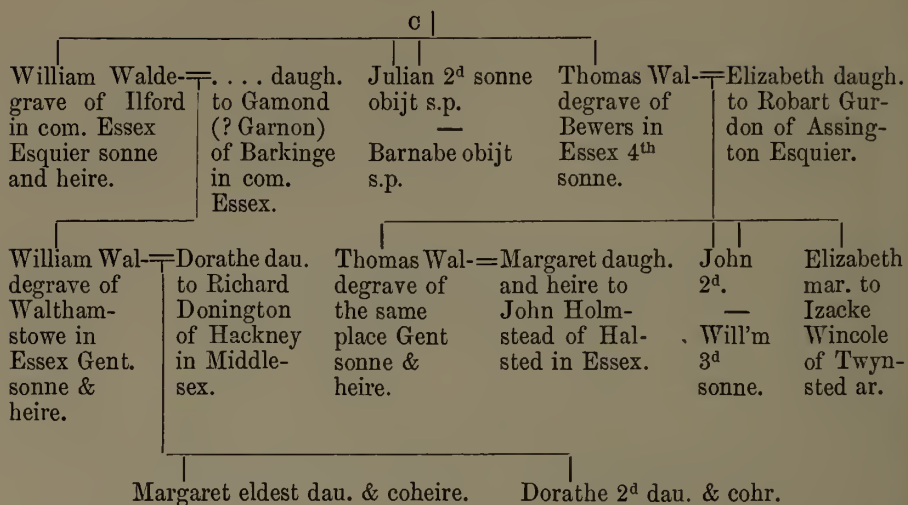 C
William Walde-
grave of Ilford
in com. Essex
Esquier sonne
and heire.
. . . . daugh.
to Gamond
(? Garnon)
of Barkinge
in com.
Essex.
Julian 2d sonne
obijt s.p.
—
Barnabe obijt
s.p.
Thomas Wal-
degrave of
Bewers in
Essex 4th
sonne.
Elizabeth daugh.
to Robart Gur-
don of Assing-
ton Esquier.
William Wal-
degrave of
Waltham-
stowe in
Essex Gent.
sonne &
heire.
Dorathe dau.
to Richard
Donington
of Hackney
in Middle-
sex.
Thomas Wal-
degrave of
the same
place Gent
sonne &
heire.
Margaret daugh.
and heire to
John Holm-
stead of Hal-
sted in Essex.
John
2d.
—
Will'm
3d
sonne.
Elizabeth
mar. to
Izacke
Wincole
of Twyn-
sted ar.
Margaret eldest dau. & coheire.
Dorathe 2d dau. & cohr.